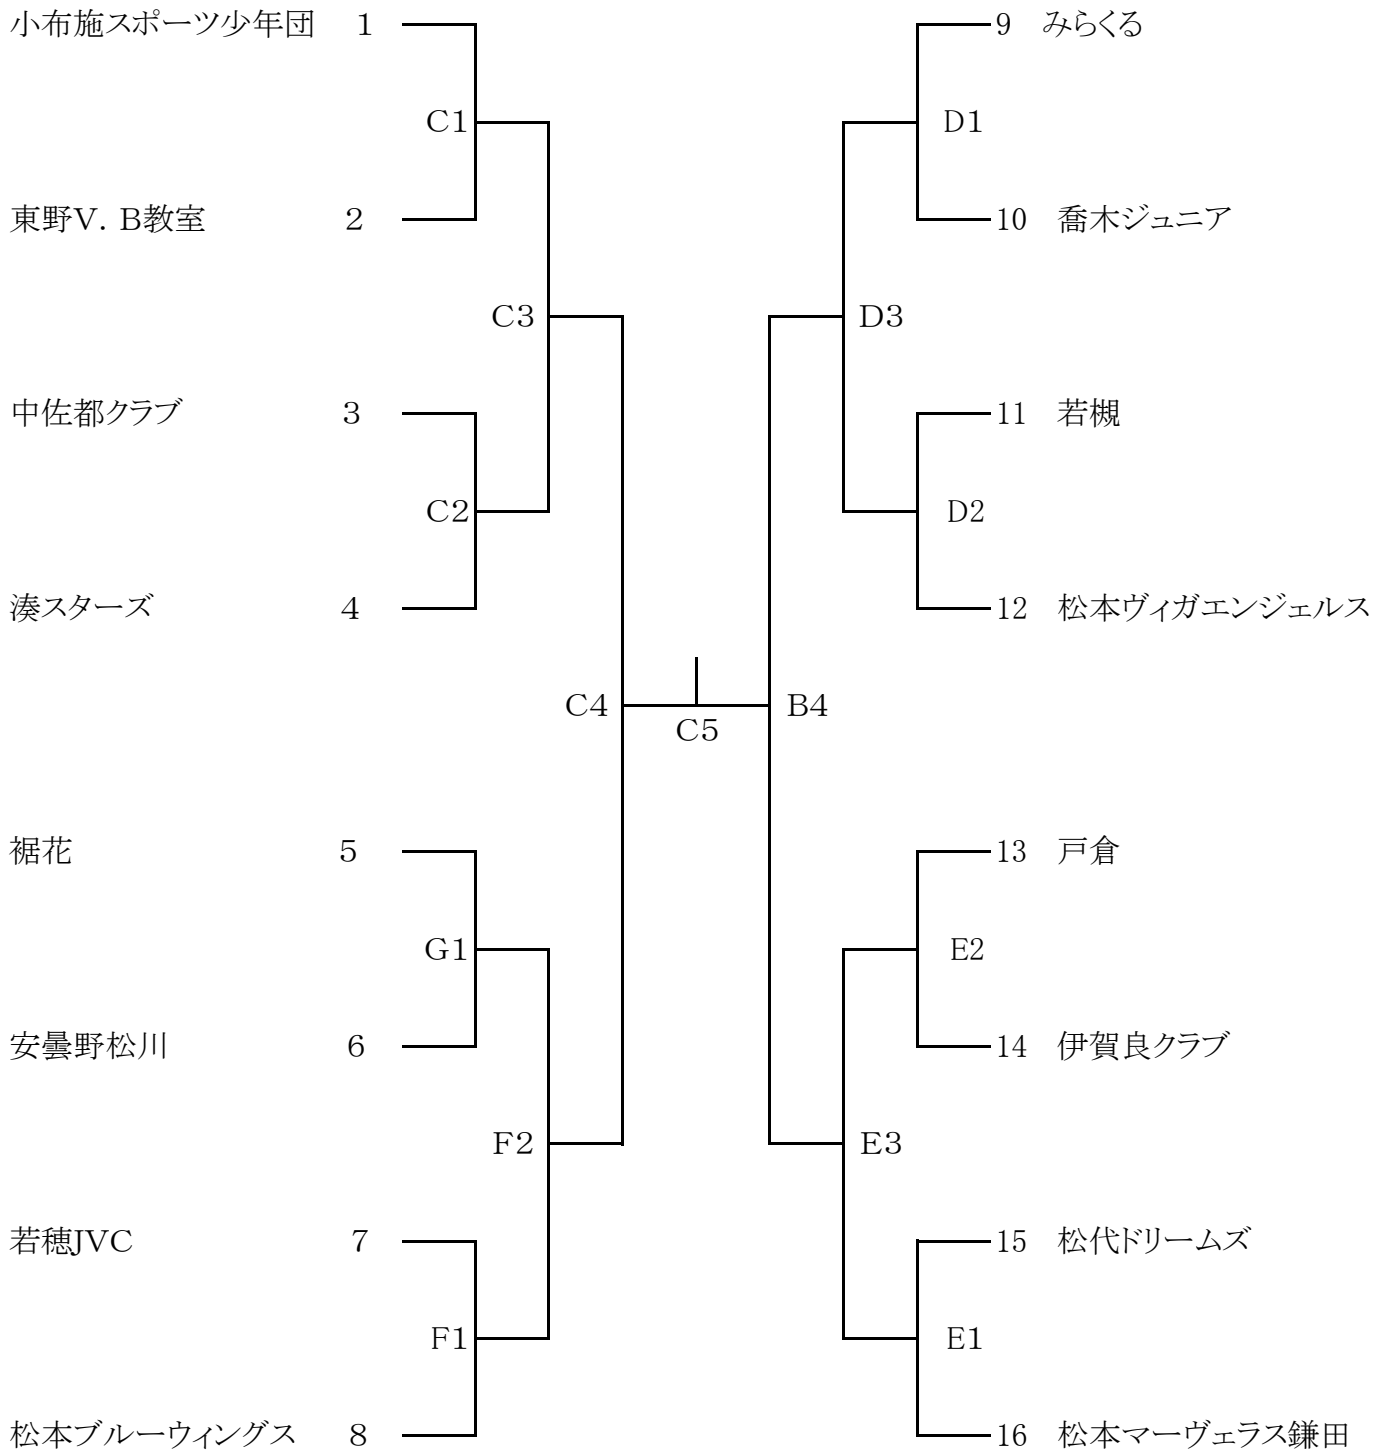 小布施スポーツ少年団 1
9 みらくる
C1
D1
東野V．B教室 2
10 喬木ジュニア
C3
D3
中佐都クラブ 3
11 若槻
C2
D2
湊スターズ 4
12 松本ヴィガエンジェルス
C4
B4
C5
裾花 5
13 戸倉
G1
E2
安曇野松川 6
14 伊賀良クラブ
F2
E3
若穂JVC 7
15 松代ドリームズ
F1
E1
松本ブルーウィングス 8
16 松本マーヴェラス鎌田